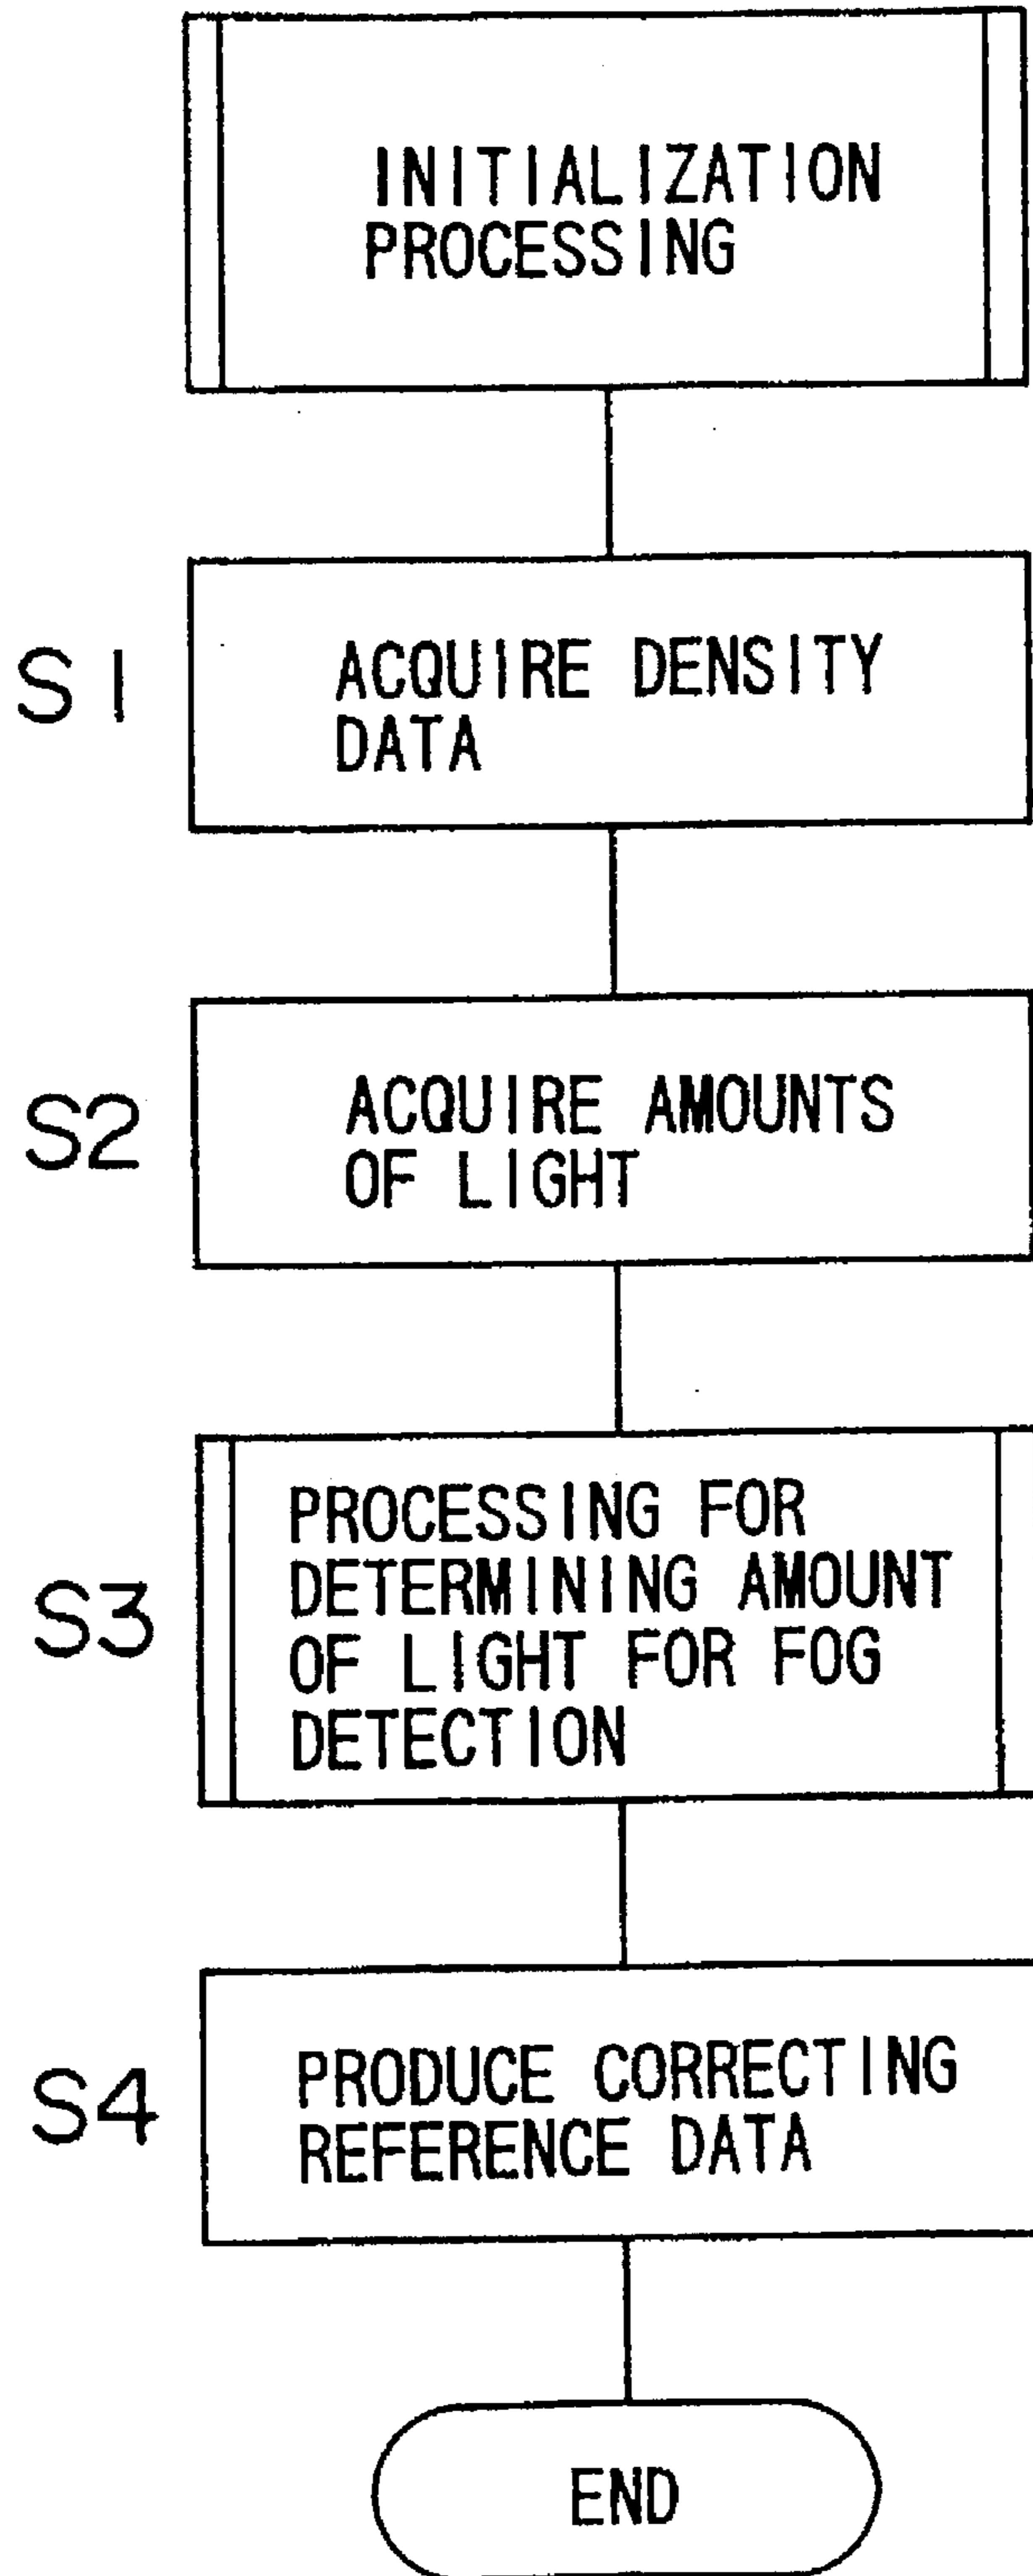 INITIALIZATION
PROCESSING
S1
ACQUIRE DENSITY
DATA
S2
ACQUIRE AMOUNTS
OF LIGHT
S3
PROCESSING FOR
DETERMINING AMOUNT
OF LIGHT FOR FOG
DETECTION
S4
PRODUCE CORRECTING
REFERENCE DATA
END